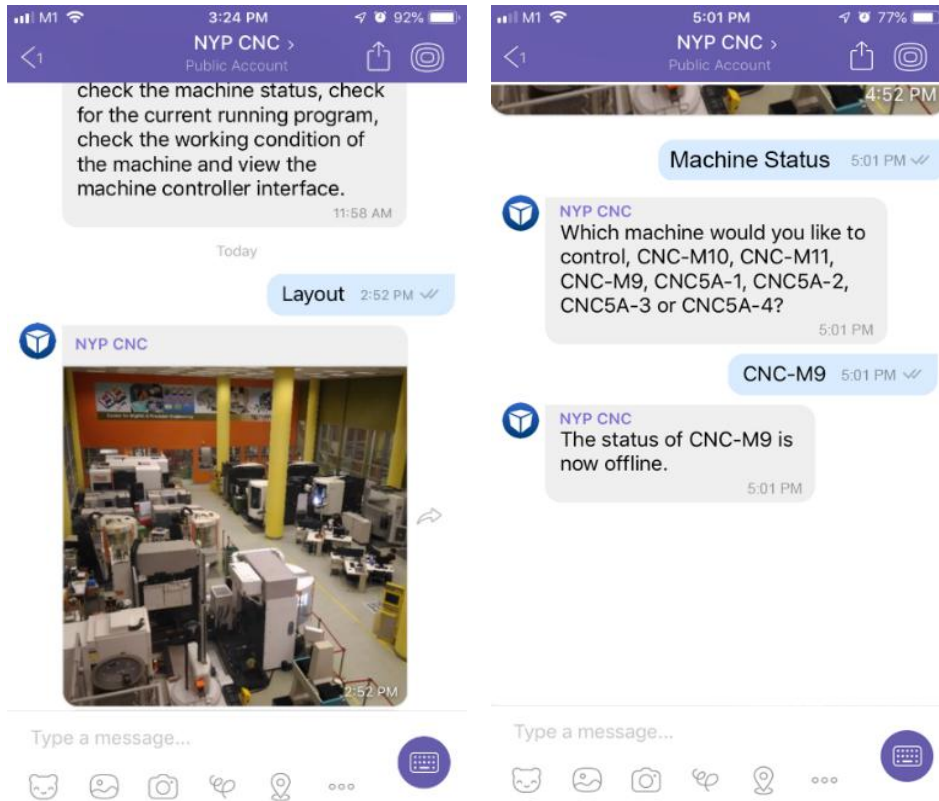 M1
3:24 PM
92%
1
NYP CNC >
Public Account
check the machine status, check
for the current running program,
check the working condition of
the machine and view the
machine controller interface.
11:58 AM
Today
Layout 2:52 PM
NYP CNC
2:52 PM
Type a message...
M1
5:01 PM
77%
1
NYP CNC >
Public Account
4:52 PM
Machine Status 5:01 PM
NYP CNC
Which machine would you like to
control, CNC-M10, CNC-M11,
CNC-M9, CNC5A-1, CNC5A-2,
CNC5A-3 or CNC5A-4?
5:01 PM
CNC-M9 5:01 PM
NYP CNC
The status of CNC-M9 is
now offline.
5:01 PM
Type a message...